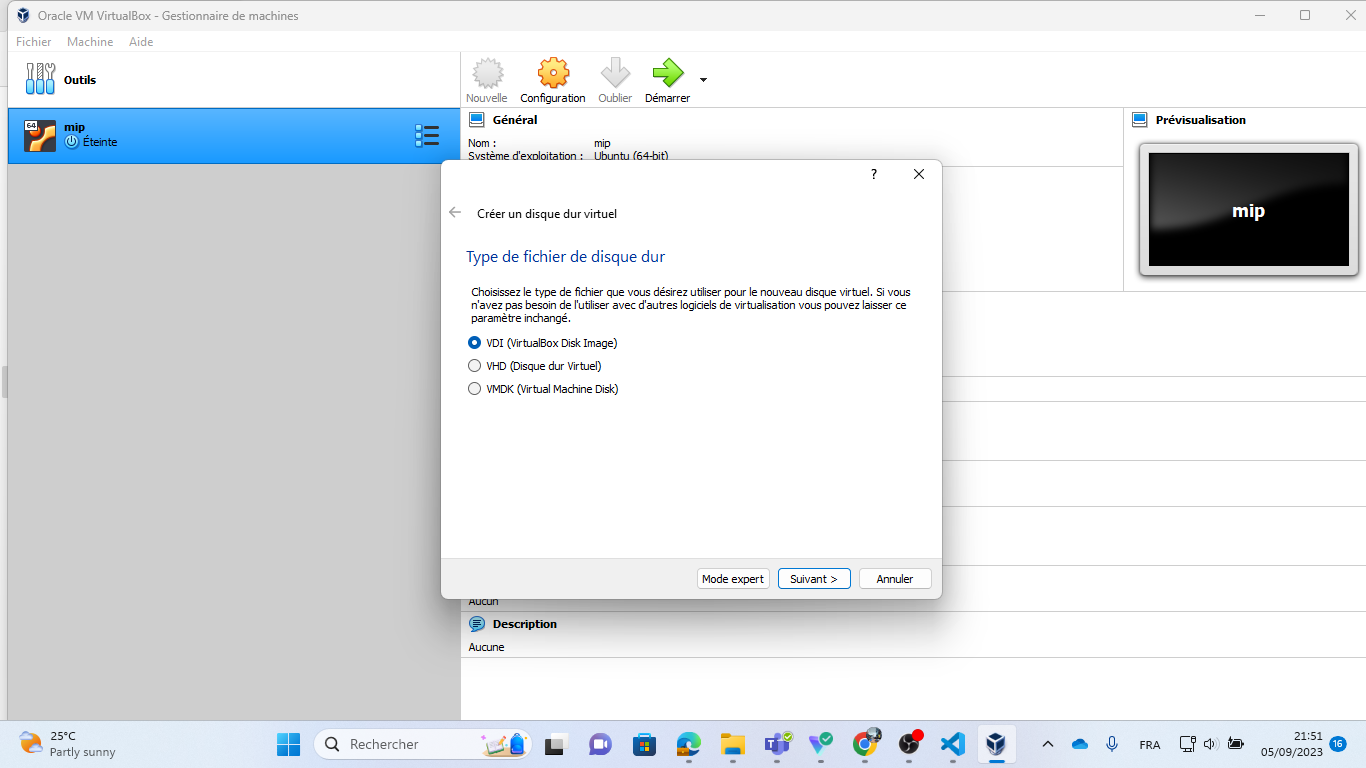 Oracle VM VirtualBox - Gestionnaire de machines
Fichier Machine Aide
Outils
Nouvelle Configuration Oublier Démarrer
64
mip
Éteinte
Général
Nom : mip
Système d'exploitation : Ubuntu (64-bit)
Prévisualisation
mip
?
Créer un disque dur virtuel
Type de fichier de disque dur
Choisissez le type de fichier que vous désirez utiliser pour le nouveau disque virtuel. Si vous
n'avez pas besoin de l'utiliser avec d'autres logiciels de virtualisation vous pouvez laisser ce
paramètre inchangé.
VDI (VirtualBox Disk Image)
VHD (Disque dur Virtuel)
VMDK (Virtual Machine Disk)
Mode expert Suivant > Annuler
Aucun
Description
Aucune
25°C
Partly sunny
Rechercher
FRA
21:51
05/09/2023
16